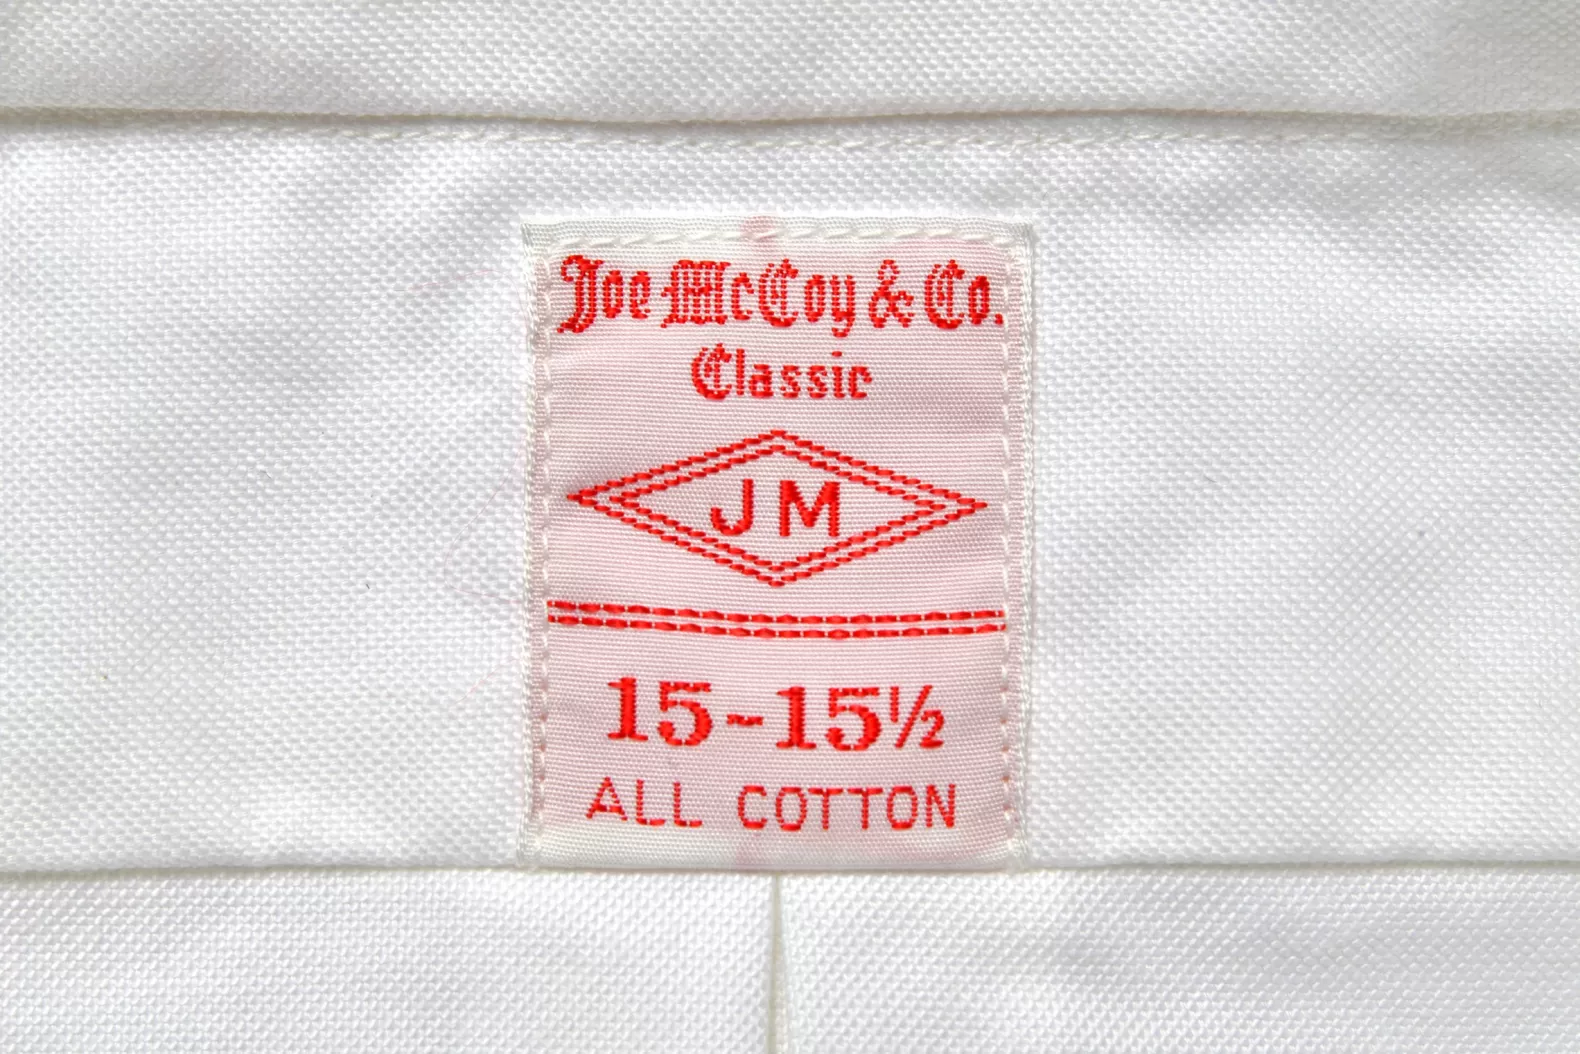 Joe McCoy & Co.
Classic
JM
15-15½
ALL COTTON